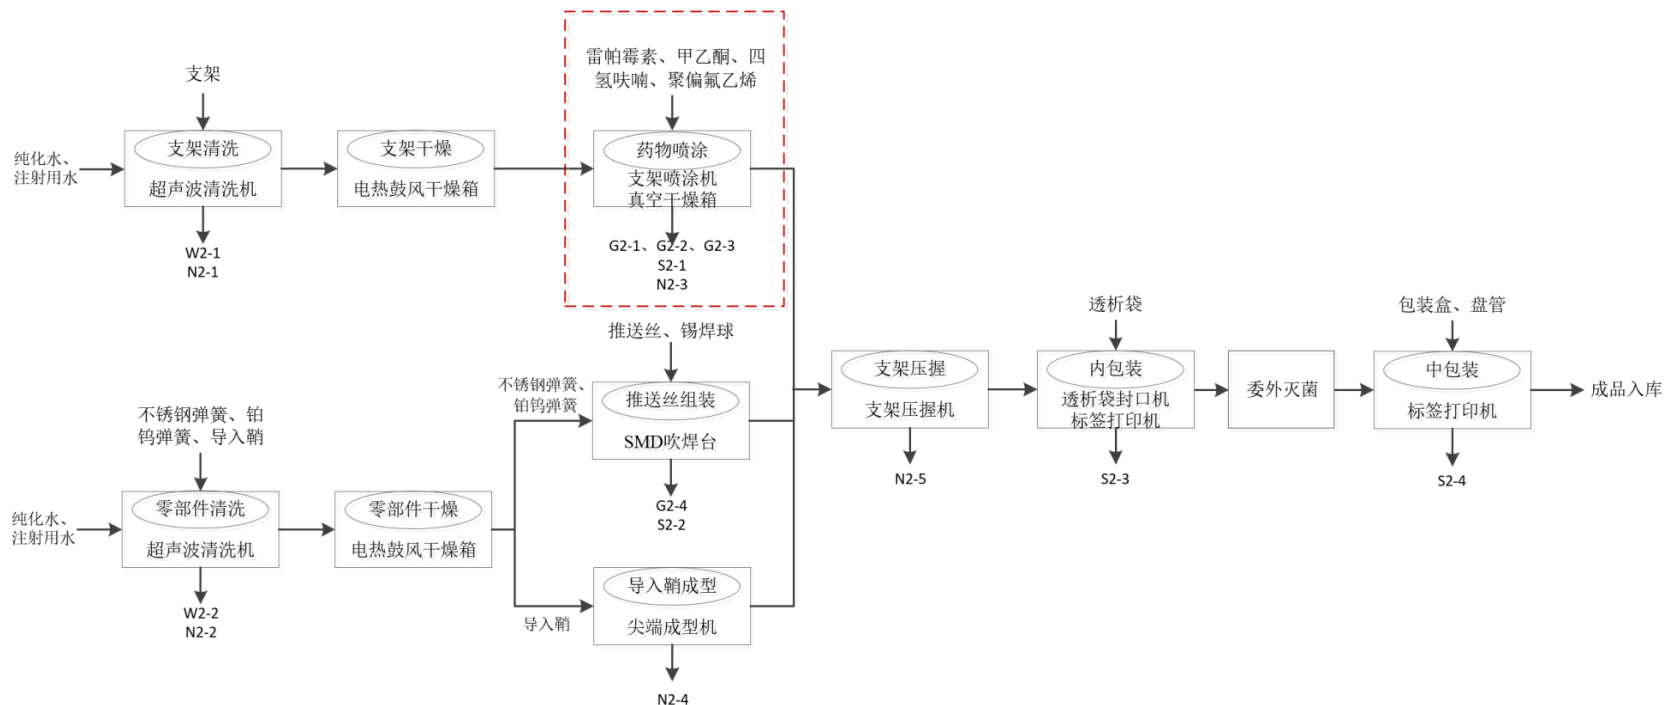 雷帕霉素、甲乙酮、四
氢呋喃、聚偏氟乙烯
支架
纯化水、
注射用水
支架清洗
超声波清洗机
支架干燥
电热鼓风干燥箱
药物喷涂
支架喷涂机
真空干燥箱
W2-1
N2-1
G2-1、G2-2、G2-3
S2-1
N2-3
推送丝、锡焊球
不锈钢弹簧、
铂钨弹簧
推送丝组装
SMD吹焊台
G2-4
S2-2
不锈钢弹簧、铂
钨弹簧、导入鞘
纯化水、
注射用水
零部件清洗
超声波清洗机
零部件干燥
电热鼓风干燥箱
W2-2
N2-2
导入鞘
导入鞘成型
尖端成型机
N2-4
支架压握
支架压握机
N2-5
透析袋
内包装
透析袋封口机
标签打印机
S2-3
委外灭菌
包装盒、盘管
中包装
标签打印机
S2-4
成品入库